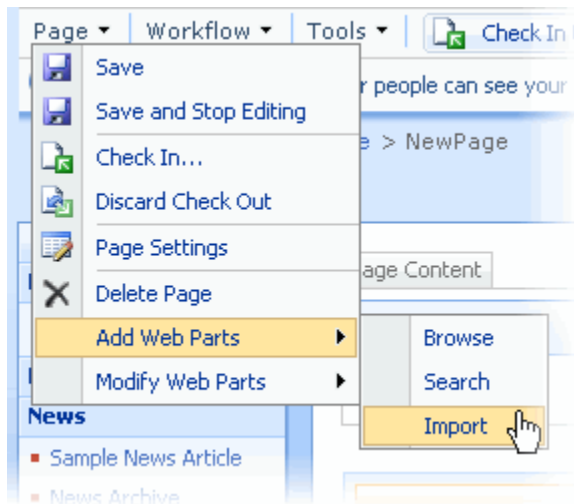 Page Workflow Tools Check In
Save
r people can see your
Save and Stop Editing
Check In...
e > NewPage
Discard Check Out
Page Settings
age Content
Delete Page
Add Web Parts
Browse
Modify Web Parts
Search
News
Import
Sample News Article
News Archive